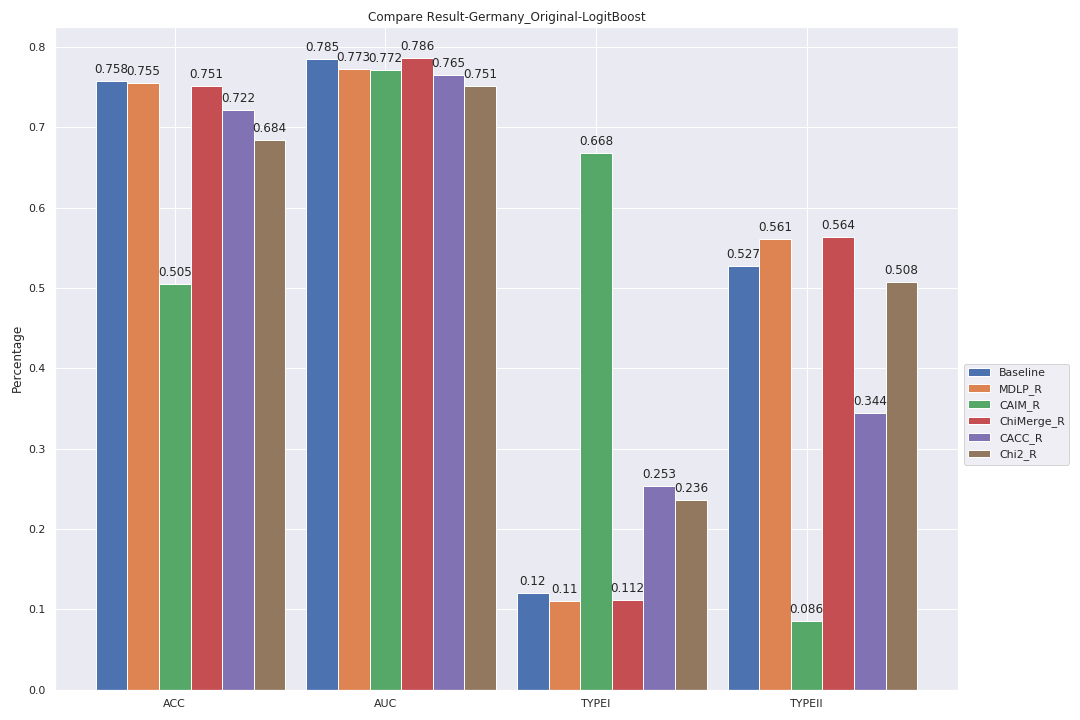 Compare Result-Germany_Original-LogitBoost
Percentage
0.8
0.7
0.6
0.5
0.4
0.3
0.2
0.1
0.0
0.758
0.755
0.505
0.751
0.722
0.684
0.785
0.773
0.772
0.786
0.765
0.751
0.12
0.11
0.668
0.112
0.253
0.236
0.527
0.561
0.086
0.564
0.344
0.508
ACC
AUC
TYPEI
TYPEII
Baseline
MDLP_R
CAIM_R
ChiMerge_R
CACC_R
Chi2_R